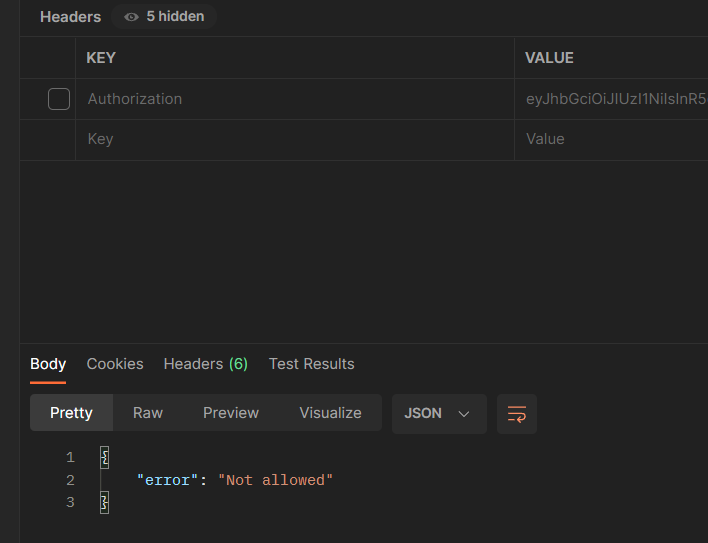 Headers 5 hidden
KEY VALUE
Authorization eyJhbGciOiJIUzI1NiIsInR5
Key Value
Body Cookies Headers (6) Test Results
Pretty Raw Preview Visualize JSON
1 {
2 "error": "Not allowed"
3 }